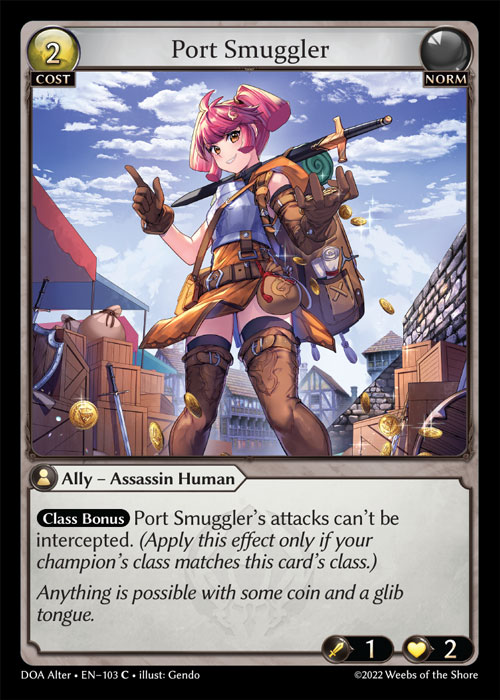 2
Port Smuggler
COST
NORM
Ally – Assassin Human
Class Bonus Port Smuggler's attacks can't be
intercepted. (Apply this effect only if your
champion's class matches this card's class.)
Anything is possible with some coin and a glib
tongue.
1
2
DOA Alter • EN–103 C • illust: Gendo
©2022 Weebs of the Shore